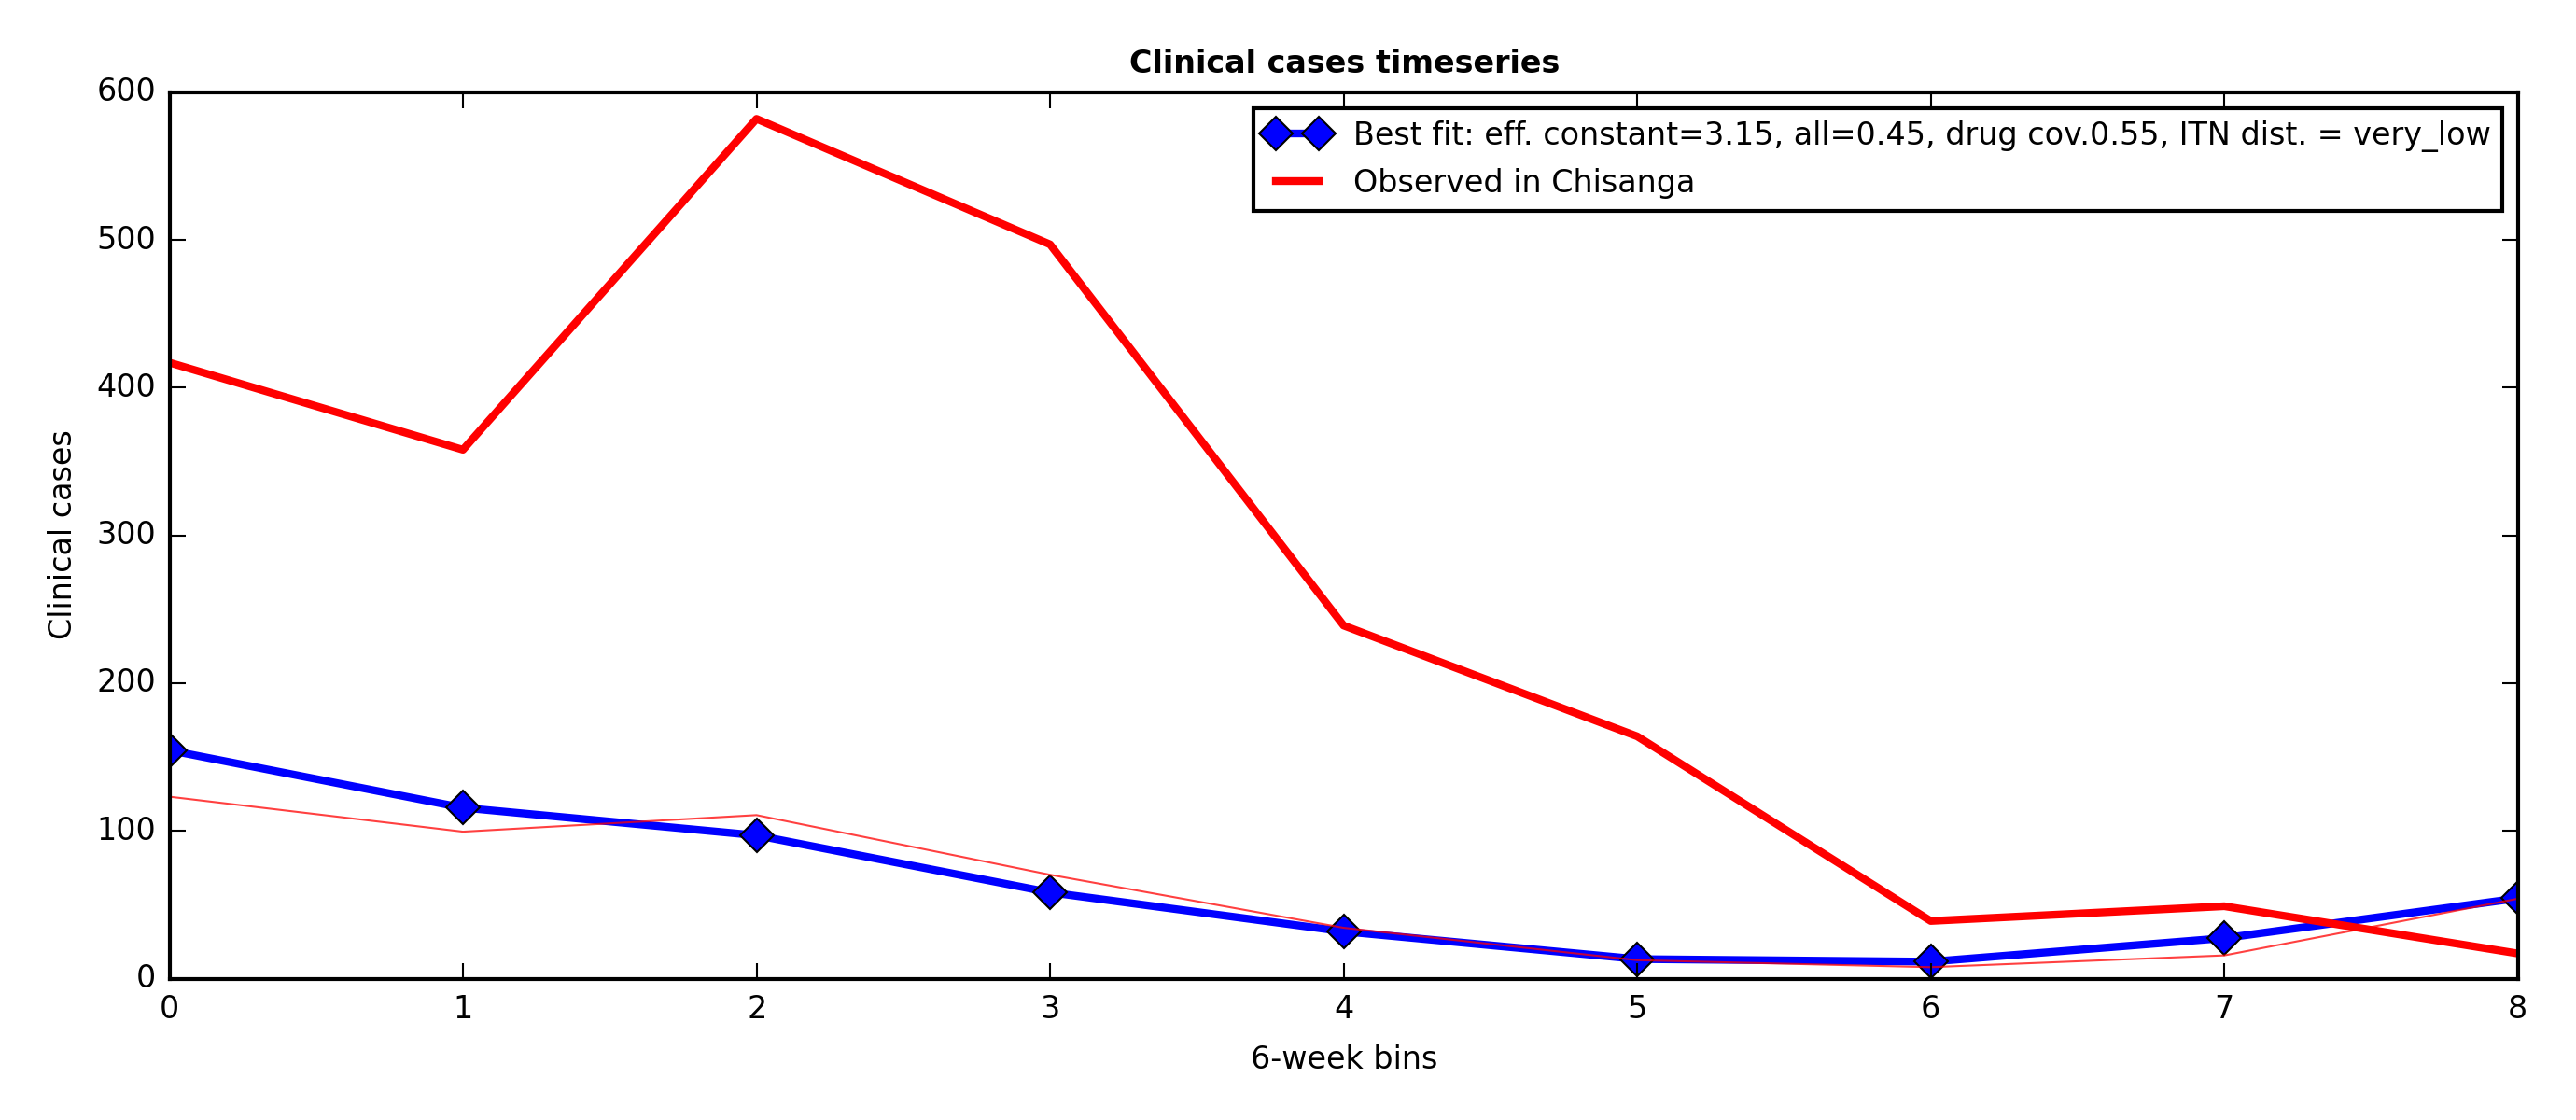 Clinical cases timeseries
600
500
400
300
200
100
0
Clinical cases
Best fit: eff. constant=3.15, all=0.45, drug cov.0.55, ITN dist. = very_low
Observed in Chisanga
0 1 2 3 4 5 6 7 8
6-week bins